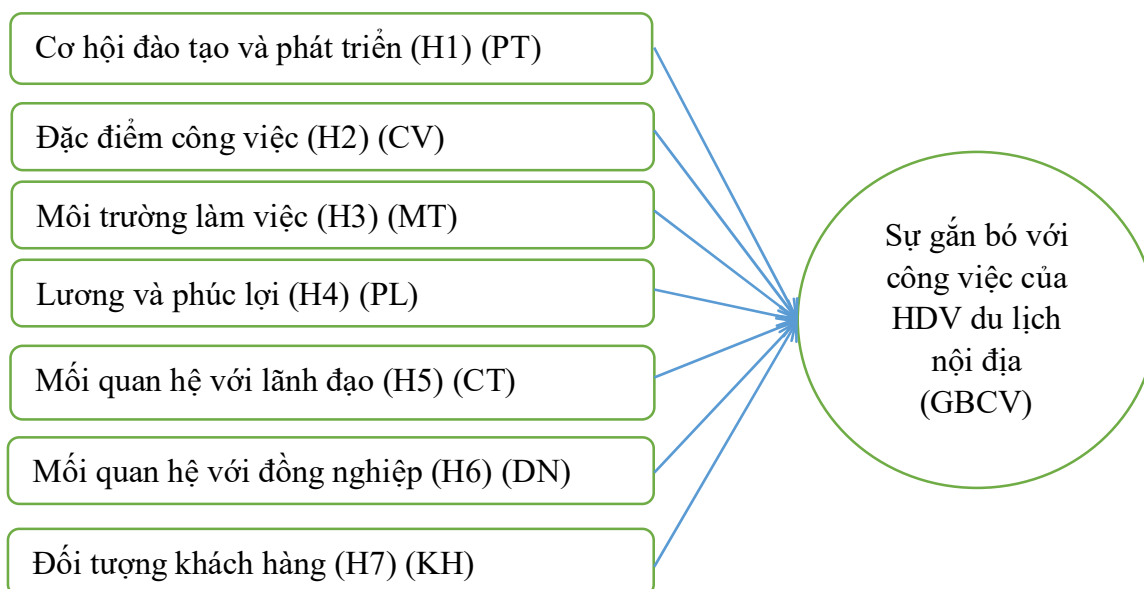 Cơ hội đào tạo và phát triển (H1) (PT)
Đặc điểm công việc (H2) (CV)
Môi trường làm việc (H3) (MT)
Lương và phúc lợi (H4) (PL)
Mối quan hệ với lãnh đạo (H5) (CT)
Mối quan hệ với đồng nghiệp (H6) (DN)
Đối tượng khách hàng (H7) (KH)
Sự gắn bó với
công việc của
HDV du lịch
nội địa
(GBCV)